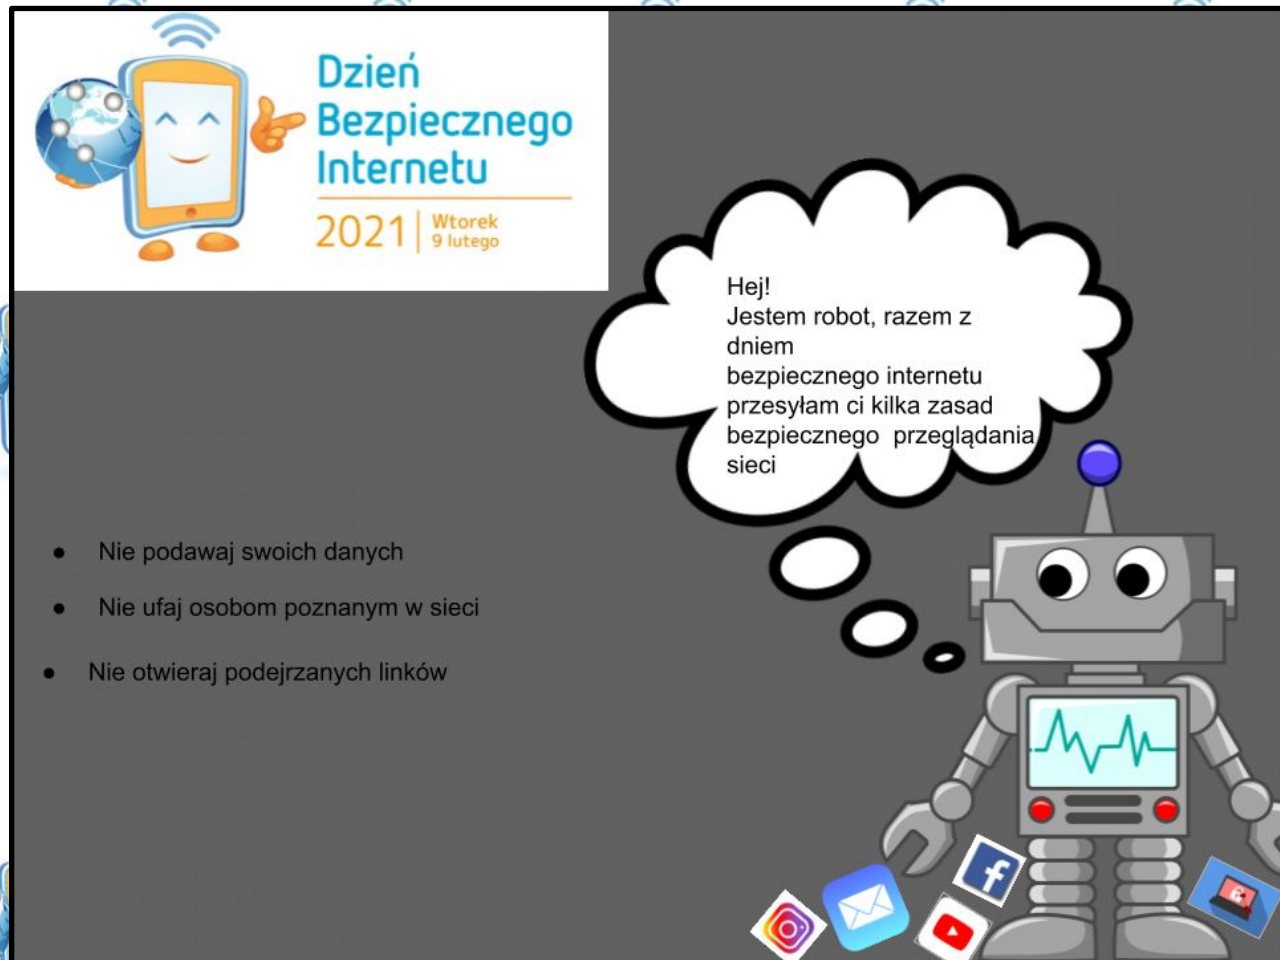 Dzień
Bezpiecznego
Internetu
2021 | Wtorek
9 lutego
Hej!
Jestem robot, razem z
dniem
bezpiecznego internetu
przesyłam ci kilka zasad
bezpiecznego  przeglądania
sieci
● Nie podawaj swoich danych
● Nie ufaj osobom poznanym w sieci
● Nie otwieraj podejrzanych linków